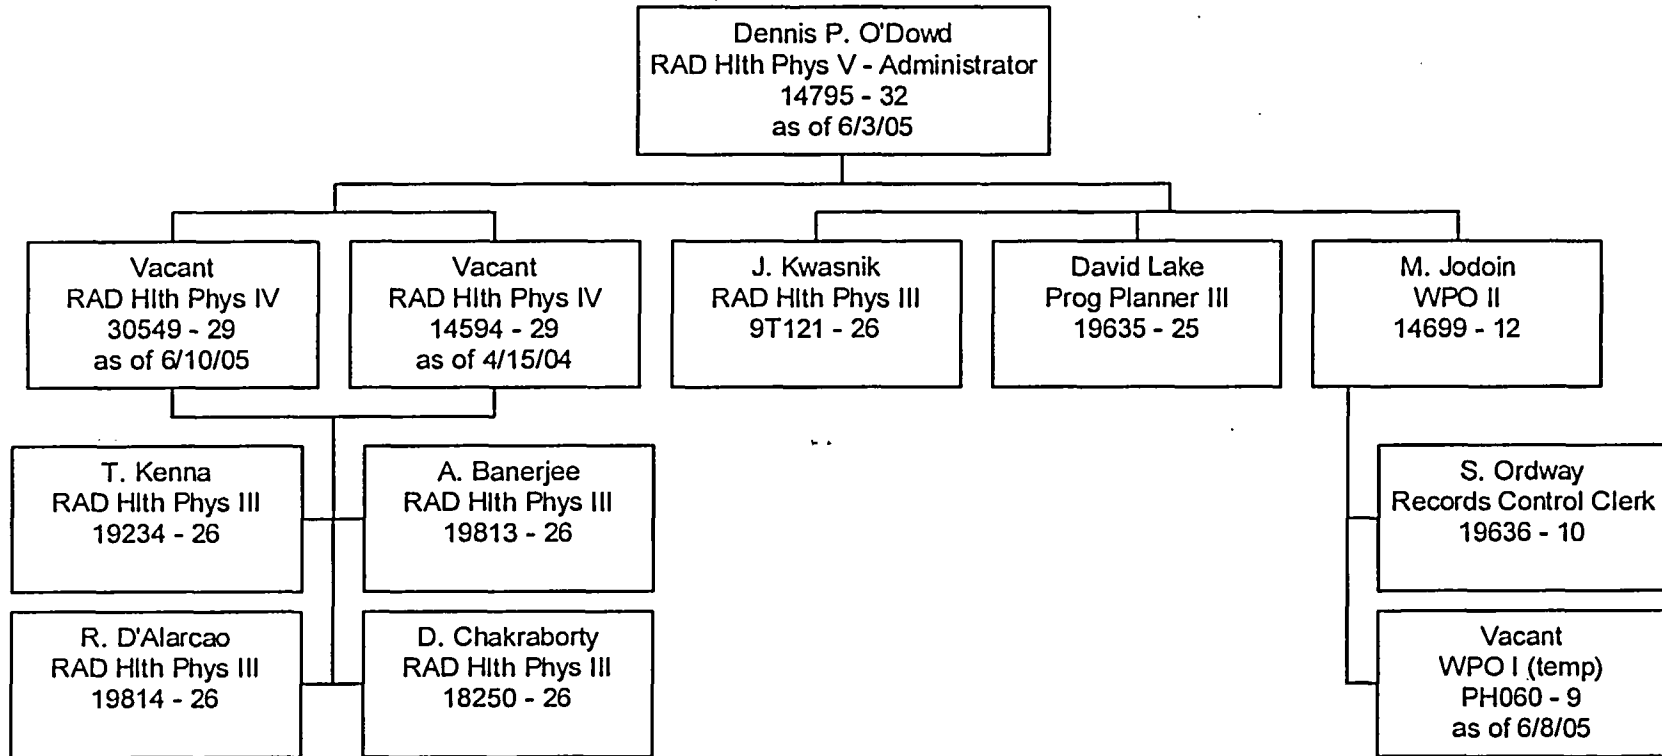 Dennis P. O'Dowd
RAD Hlth Phys V - Administrator
14795 - 32
as of 6/3/05
Vacant
RAD Hlth Phys IV
30549 - 29
as of 6/10/05
Vacant
RAD Hlth Phys IV
14594 - 29
as of 4/15/04
J. Kwasnik
RAD Hlth Phys III
9T121 - 26
David Lake
Prog Planner III
19635 - 25
M. Jodoin
WPO II
14699 - 12
T. Kenna
RAD Hlth Phys III
19234 - 26
A. Banerjee
RAD Hlth Phys III
19813 - 26
S. Ordway
Records Control Clerk
19636 - 10
R. D'Alarcao
RAD Hlth Phys III
19814 - 26
D. Chakraborty
RAD Hlth Phys III
18250 - 26
Vacant
WPO I (temp)
PH060 - 9
as of 6/8/05